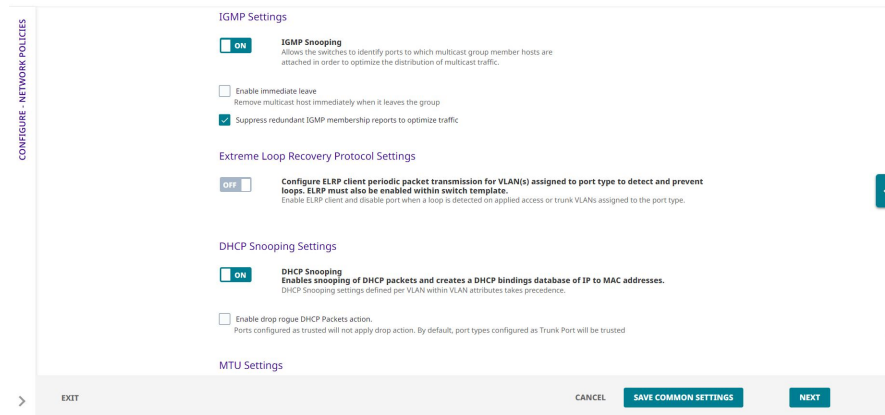 CONFIGURE - NETWORK POLICIES
IGMP Settings
ON
IGMP Snooping
Allows the switches to identify ports to which multicast group member hosts are
attached in order to optimize the distribution of multicast traffic.
Enable immediate leave
Remove multicast host immediately when it leaves the group
Suppress redundant IGMP membership reports to optimize traffic
Extreme Loop Recovery Protocol Settings
OFF
Configure ELRP client periodic packet transmission for VLAN(s) assigned to port type to detect and prevent
loops. ELRP must also be enabled within switch template.
Enable ELRP client and disable port when a loop is detected on applied access or trunk VLANs assigned to the port type.
DHCP Snooping Settings
ON
DHCP Snooping
Enables snooping of DHCP packets and creates a DHCP bindings database of IP to MAC addresses.
DHCP Snooping settings defined per VLAN within VLAN attributes takes precedence.
Enable drop rogue DHCP Packets action.
Ports configured as trusted will not apply drop action. By default, port types configured as Trunk Port will be trusted
MTU Settings
EXIT
CANCEL
SAVE COMMON SETTINGS
NEXT